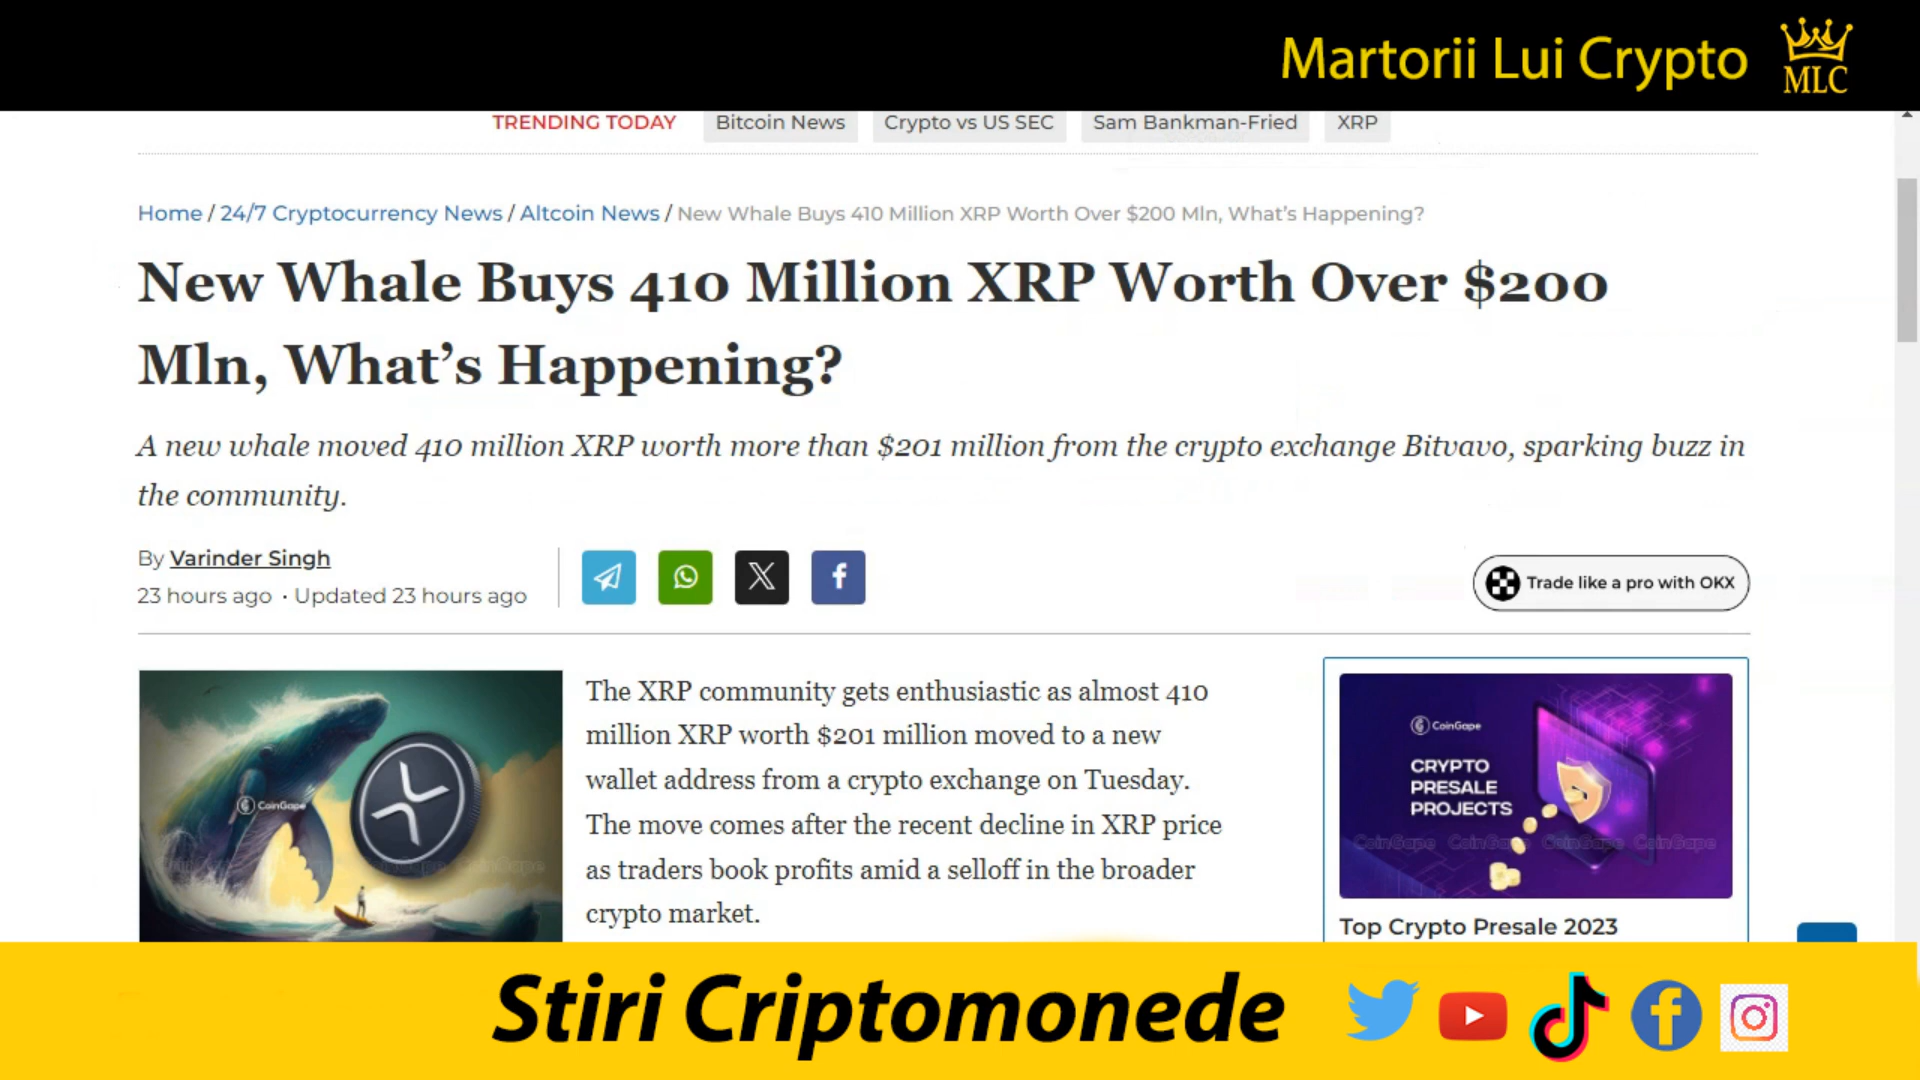 Martorii Lui Crypto
MLC
TRENDING TODAY Bitcoin News Crypto vs US SEC Sam Bankman-Fried XRP
Home / 24/7 Cryptocurrency News / Altcoin News / New Whale Buys 410 Million XRP Worth Over $200 Mln, What's Happening?
New Whale Buys 410 Million XRP Worth Over $200
Mln, What's Happening?
A new whale moved 410 million XRP worth more than $201 million from the crypto exchange Bitvavo, sparking buzz in
the community.
By Varinder Singh
23 hours ago · Updated 23 hours ago
Trade like a pro with OKX
CoinGape
The XRP community gets enthusiastic as almost 410
million XRP worth $201 million moved to a new
wallet address from a crypto exchange on Tuesday.
The move comes after the recent decline in XRP price
as traders book profits amid a selloff in the broader
crypto market.
CoinGape
CRYPTO
PRESALE
PROJECTS
CoinGape CoinGape CoinGape CoinGape
Top Crypto Presale 2023
Stiri Criptomonede